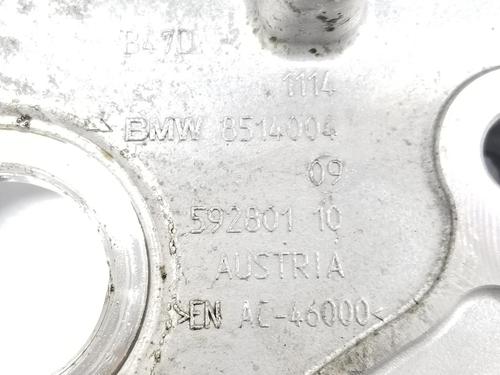 B47D
1114
BMW 8514004
09
592801 10
AUSTRIA
>EN AC-46000<